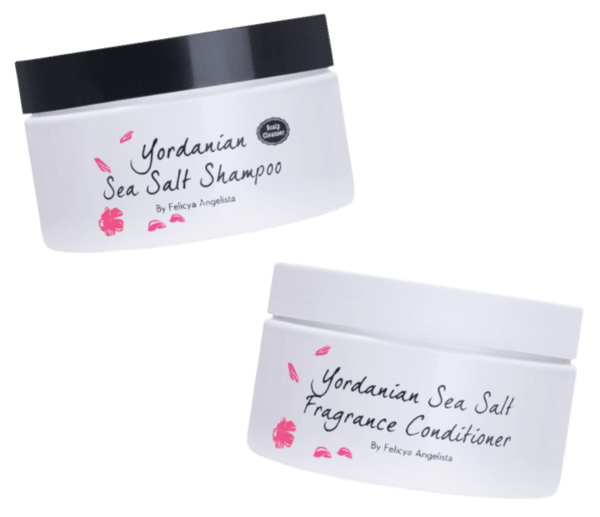 Yordanian
Scalp
Cleanser
Sea Salt Shampoo
By Felicya Angelista
Yordanian Sea Salt
Fragrance Conditioner
By Felicya Angelista